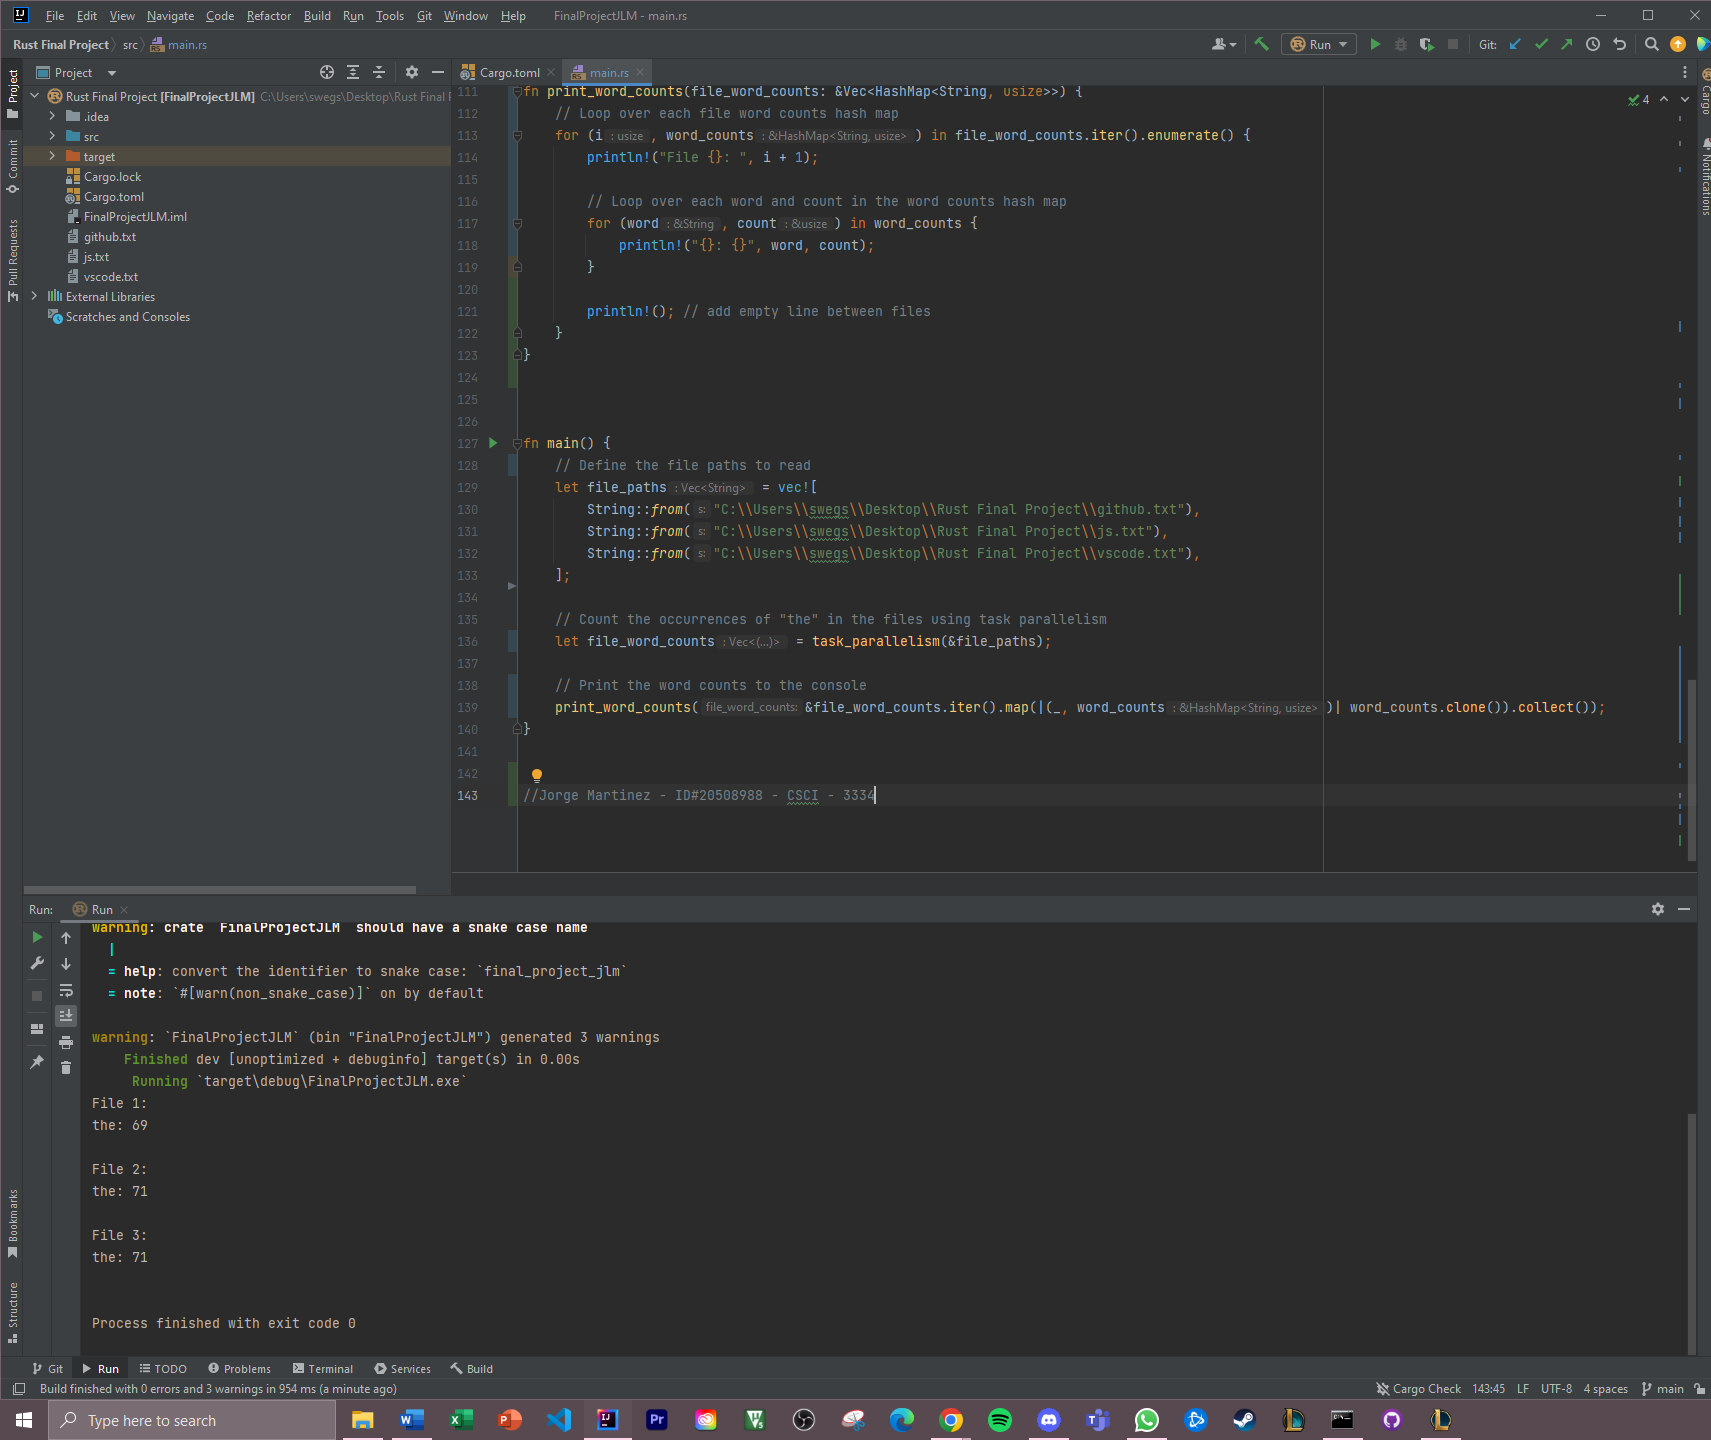 File Edit View Navigate Code Refactor Build Run Tools Git Window Help FinalProjectJLM - main.rs
Rust Final Project src main.rs Run Git:
Project
Cargo.toml main.rs
Rust Final Project [FinalProjectJLM] C:\Users\swegs\Desktop\Rust Final
.idea
src
target
Cargo.lock
Cargo.toml
FinalProjectJLM.iml
github.txt
js.txt
vscode.txt
External Libraries
Scratches and Consoles
Project
Commit
Pull Requests
Bookmarks
Structure
Cargo
Notifications
4
111 fn print_word_counts(file_word_counts: &Vec<HashMap<String, usize>>) {
112 // Loop over each file word counts hash map
113 for (i : usize , word_counts : &HashMap<String, usize> ) in file_word_counts.iter().enumerate() {
114 println!("File {}: ", i + 1);
115
116 // Loop over each word and count in the word counts hash map
117 for (word : &String , count : &usize ) in word_counts {
118 println!("{}: {}", word, count);
119 }
120
121 println!(); // add empty line between files
122 }
123 }
124
125
126
127 fn main() {
128 // Define the file paths to read
129 let file_paths : Vec<String> = vec![
130 String::from( s: "C:\\Users\\swegs\\Desktop\\Rust Final Project\\github.txt"),
131 String::from( s: "C:\\Users\\swegs\\Desktop\\Rust Final Project\\js.txt"),
132 String::from( s: "C:\\Users\\swegs\\Desktop\\Rust Final Project\\vscode.txt"),
133 ];
134
135 // Count the occurrences of "the" in the files using task parallelism
136 let file_word_counts : Vec<(...)> = task_parallelism(&file_paths);
137
138 // Print the word counts to the console
139 print_word_counts( file_word_counts: &file_word_counts.iter().map(|(_, word_counts : &HashMap<String, usize> )| word_counts.clone()).collect());
140 }
141
142
143 //Jorge Martinez - ID#20508988 - CSCI - 3334
Run: Run
warning: crate `FinalProjectJLM` should have a snake case name
|
= help: convert the identifier to snake case: `final_project_jlm`
= note: `#[warn(non_snake_case)]` on by default
warning: `FinalProjectJLM` (bin "FinalProjectJLM") generated 3 warnings
Finished dev [unoptimized + debuginfo] target(s) in 0.00s
Running `target\debug\FinalProjectJLM.exe`
File 1:
the: 69
File 2:
the: 71
File 3:
the: 71
Process finished with exit code 0
Git Run TODO Problems Terminal Services Build
Build finished with 0 errors and 3 warnings in 954 ms (a minute ago) Cargo Check 143:45 LF UTF-8 4 spaces main
Type here to search